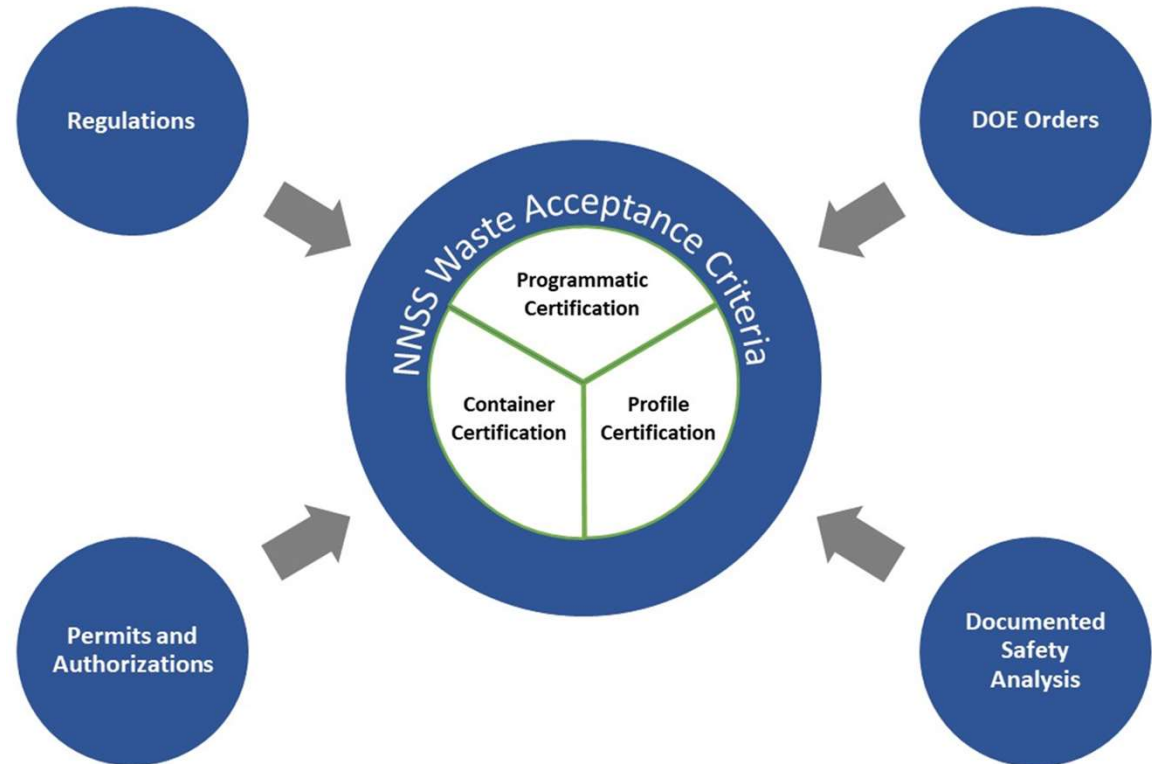 Regulations
DOE Orders
NNSS Waste Acceptance Criteria
Programmatic
Certification
Container
Certification
Profile
Certification
Permits and
Authorizations
Documented
Safety
Analysis